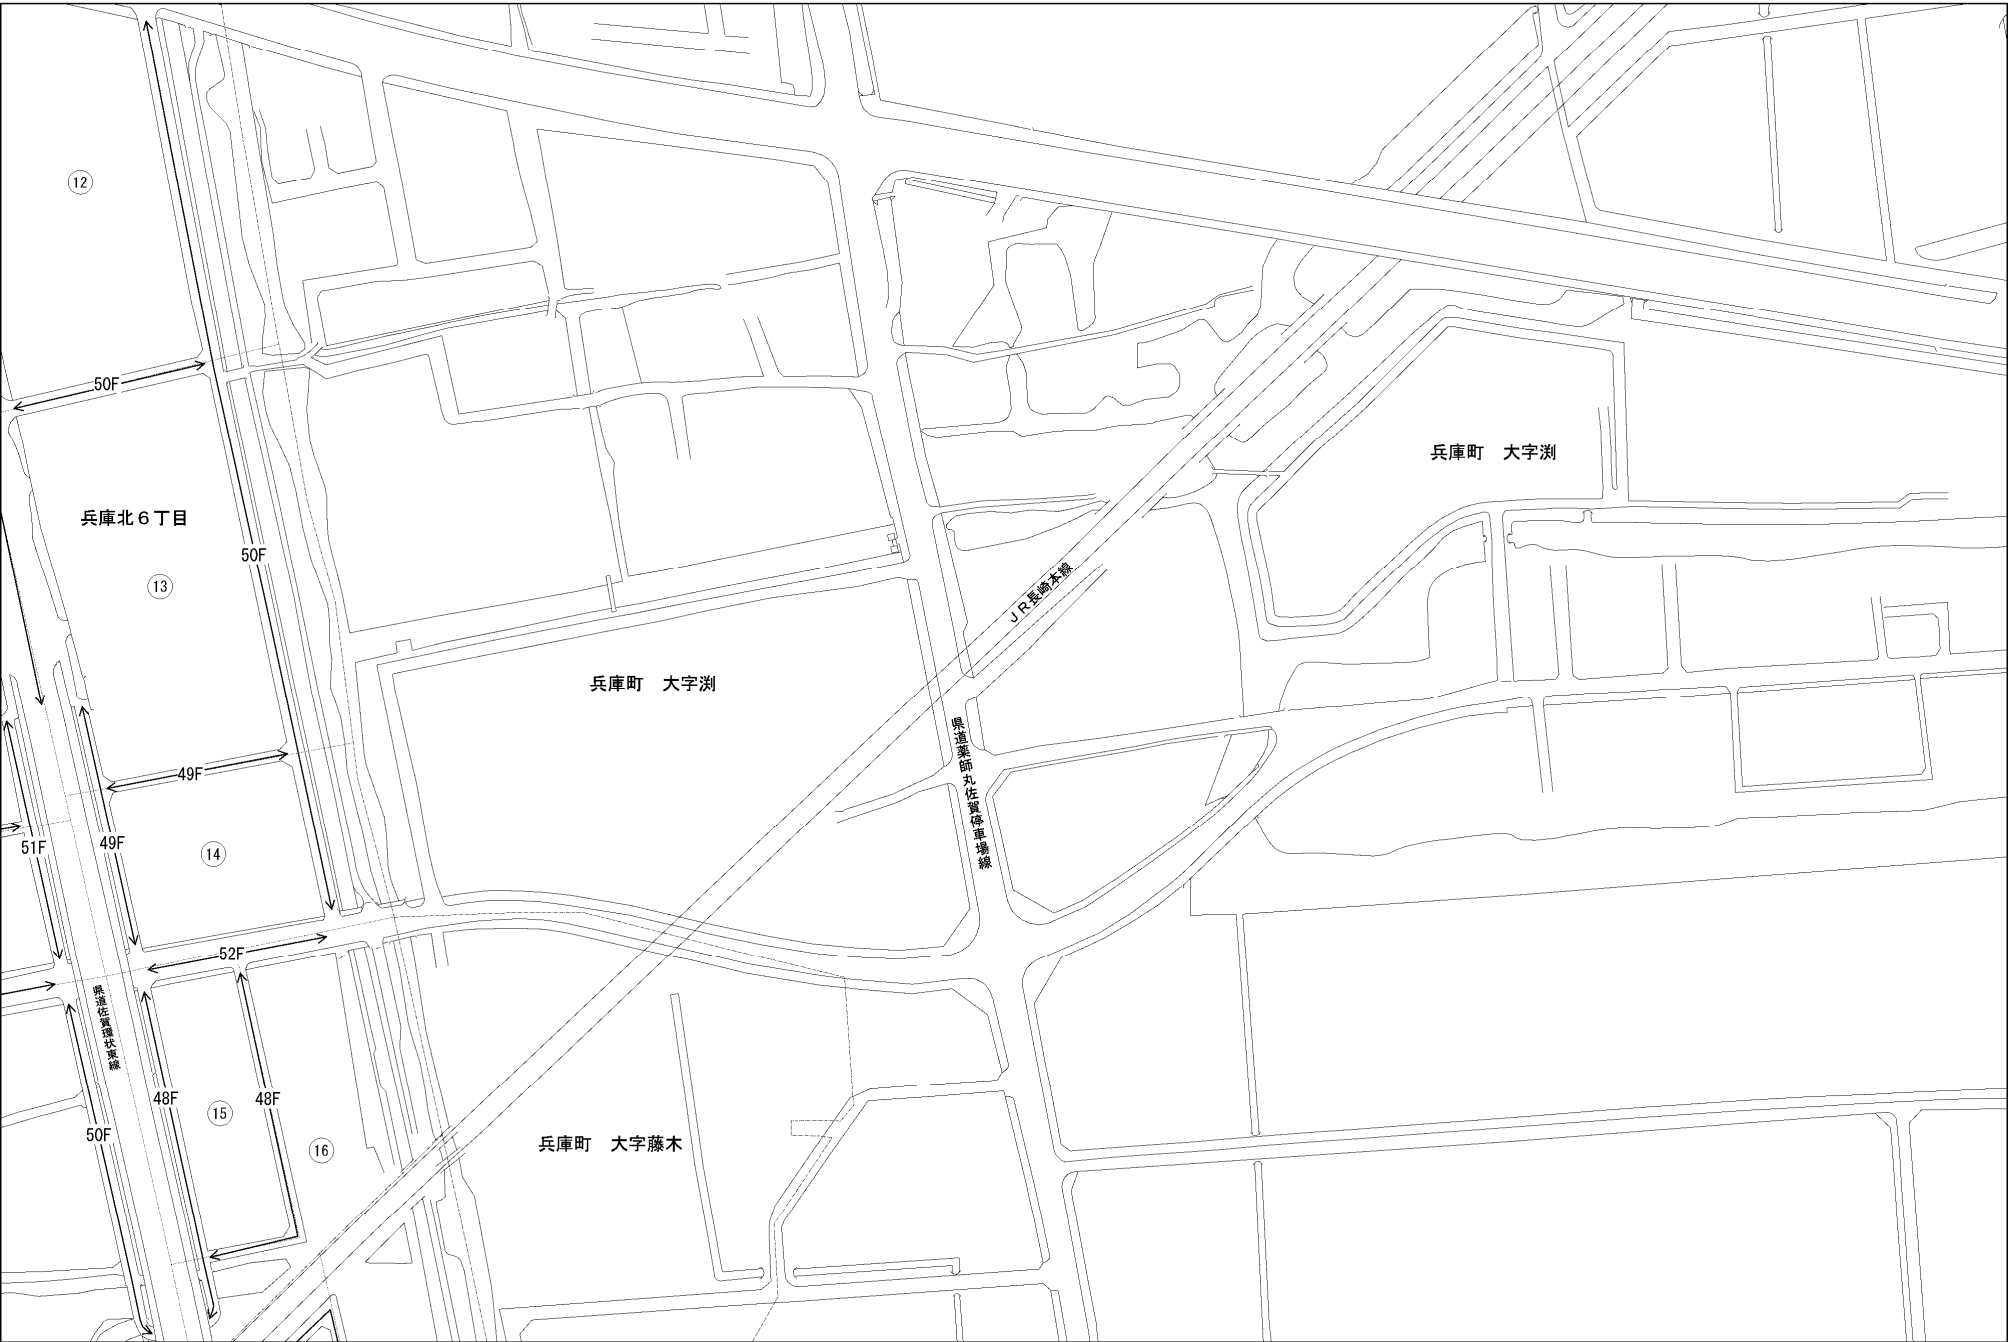 ⑫
50F
兵庫町　大字渕
兵庫北６丁目
50F
⑬
ＪＲ長崎本線
兵庫町　大字渕
県道薬師丸佐賀停車場線
49F
51F
49F
⑭
52F
県道佐賀環状東線
48F
48F
⑮
50F
⑯
兵庫町　大字藤木